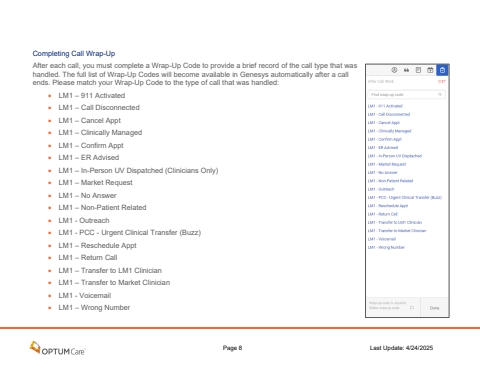 Completing Call Wrap-Up
After each call, you must complete a Wrap-Up Code to provide a brief record of the call type that was
handled. The full list of Wrap-Up Codes will become available in Genesys automatically after a call
ends. Please match your Wrap-Up Code to the type of call that was handled:
• LM1 – 911 Activated
• LM1 – Call Disconnected
• LM1 – Cancel Appt
• LM1 – Clinically Managed
• LM1 – Confirm Appt
• LM1 – ER Advised
• LM1 – In-Person UV Dispatched (Clinicians Only)
• LM1 – Market Request
• LM1 – No Answer
• LM1 – Non-Patient Related
• LM1 - Outreach
• LM1 - PCC - Urgent Clinical Transfer (Buzz)
• LM1 – Reschedule Appt
• LM1 – Return Call
• LM1 – Transfer to LM1 Clinician
• LM1 – Transfer to Market Clinician
• LM1 - Voicemail
• LM1 – Wrong Number
After Call Work
Find wrap-up code
LM1 - 911 Activated
LM1 - Call Disconnected
LM1 - Cancel Appt
LM1 - Clinically Managed
LM1 - Confirm Appt
LM1 - ER Advised
LM1 - In-Person UV Dispatched
LM1 - Market Request
LM1 - No Answer
LM1 - Non-Patient Related
LM1 - Outreach
LM1 - PCC - Urgent Clinical Transfer (Buzz)
LM1 - Reschedule Appt
LM1 - Return Call
LM1 - Transfer to LM1 Clinician
LM1 - Transfer to Market Clinician
LM1 - Voicemail
LM1 - Wrong Number
Done
OPTUMCare
Page 8
Last Update: 4/24/2025